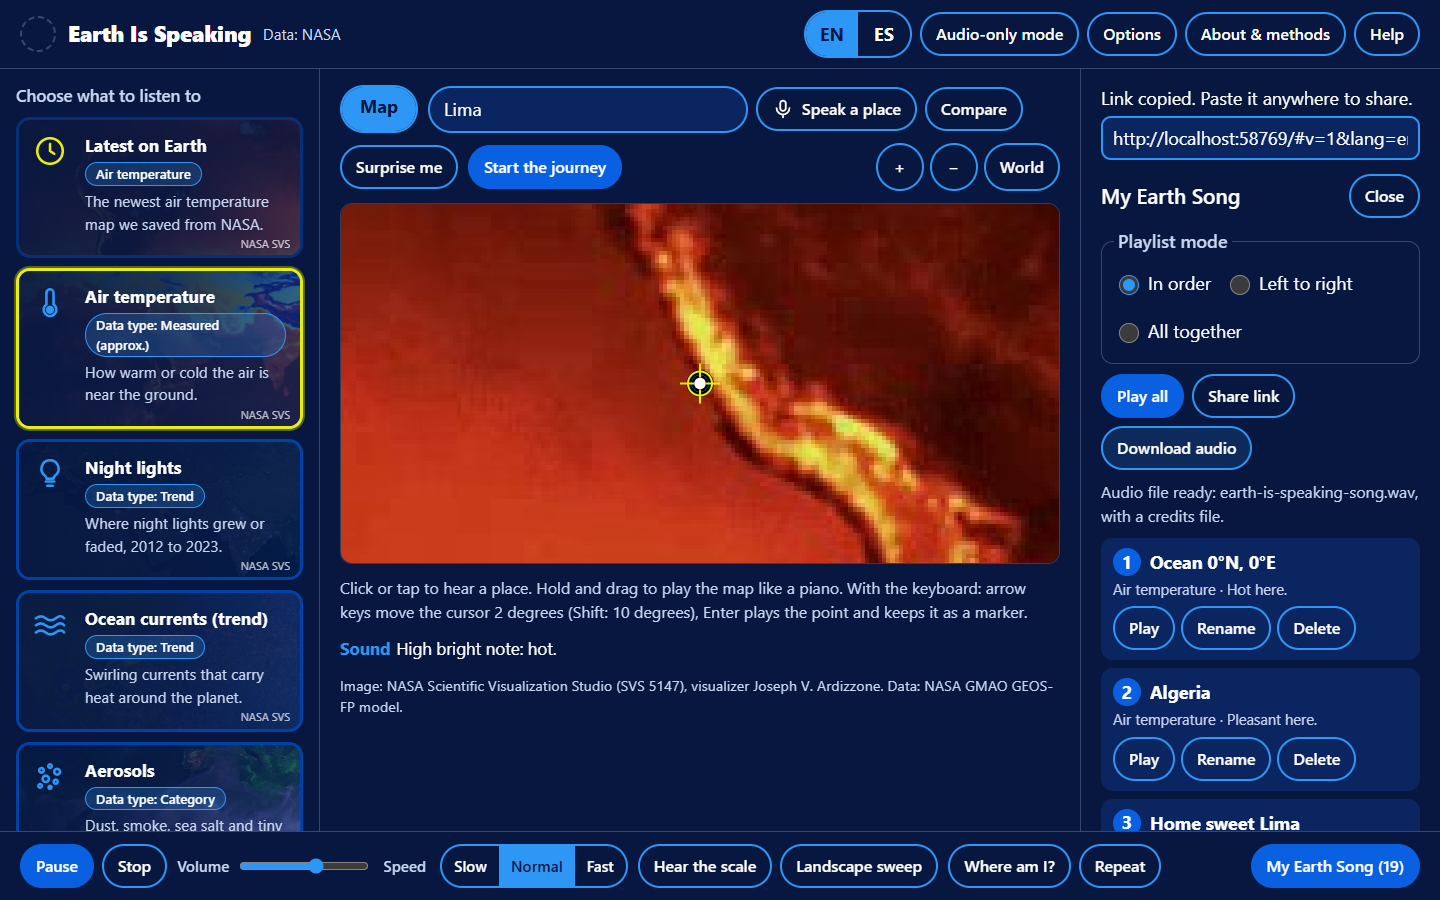 Earth Is Speaking
Data: NASA
EN
ES
Audio-only mode
Options
About & methods
Help
Choose what to listen to
Latest on Earth
Air temperature
The newest air temperature
map we saved from NASA.
NASA SVS
Air temperature
Data type: Measured
(approx.)
How warm or cold the air is
near the ground.
NASA SVS
Night lights
Data type: Trend
Where night lights grew or
faded, 2012 to 2023.
NASA SVS
Ocean currents (trend)
Data type: Trend
Swirling currents that carry
heat around the planet.
NASA SVS
Aerosols
Data type: Category
Dust, smoke, sea salt and tiny
Map
Lima
Speak a place
Compare
Surprise me
Start the journey
+
−
World
Click or tap to hear a place. Hold and drag to play the map like a piano. With the keyboard: arrow
keys move the cursor 2 degrees (Shift: 10 degrees), Enter plays the point and keeps it as a marker.
Sound High bright note: hot.
Image: NASA Scientific Visualization Studio (SVS 5147), visualizer Joseph V. Ardizzone. Data: NASA GMAO GEOS-
FP model.
Link copied. Paste it anywhere to share.
http://localhost:58769/#v=1&lang=e
My Earth Song
Close
Playlist mode
In order
Left to right
All together
Play all
Share link
Download audio
Audio file ready: earth-is-speaking-song.wav,
with a credits file.
1 Ocean 0°N, 0°E
Air temperature · Hot here.
Play
Rename
Delete
2 Algeria
Air temperature · Pleasant here.
Play
Rename
Delete
3 Home sweet Lima
Pause
Stop
Volume
Speed
Slow
Normal
Fast
Hear the scale
Landscape sweep
Where am I?
Repeat
My Earth Song (19)